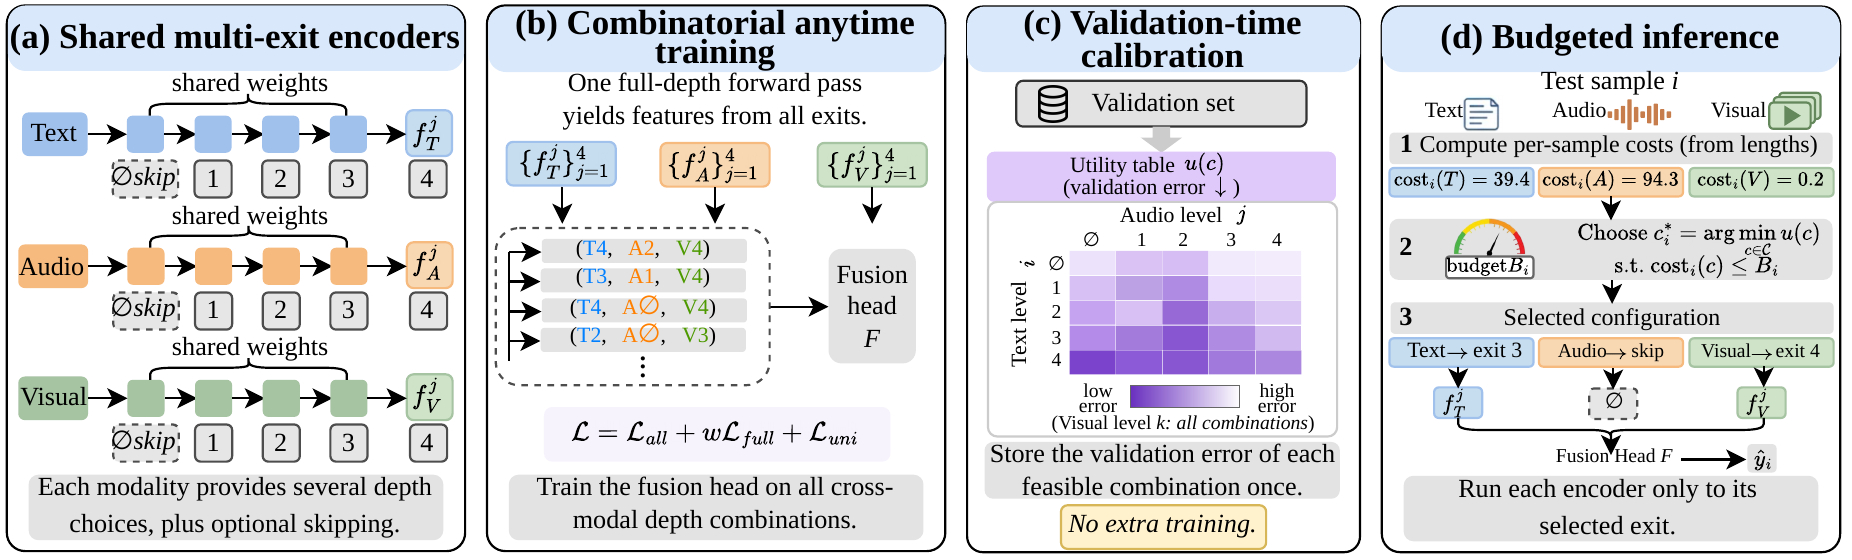 (a) Shared multi-exit encoders
shared weights
Text
f_T^j
∅skip 1 2 3 4
shared weights
Audio
f_A^j
∅skip 1 2 3 4
shared weights
Visual
f_V^j
∅skip 1 2 3 4
Each modality provides several depth
choices, plus optional skipping.
(b) Combinatorial anytime
training
One full-depth forward pass
yields features from all exits.
{f_T^j}_{j=1}^4 {f_A^j}_{j=1}^4 {f_V^j}_{j=1}^4
(T4, A2, V4)
(T3, A1, V4)
(T4, A∅, V4)
(T2, A∅, V3)
⋮
Fusion
head
F
ℒ = ℒ_all + wℒ_full + ℒ_uni
Train the fusion head on all cross-
modal depth combinations.
(c) Validation-time
calibration
Validation set
Utility table u(c)
(validation error ↓)
Audio level j
∅ 1 2 3 4
Text level i
∅
1
2
3
4
low
error
high
error
(Visual level k: all combinations)
Store the validation error of each
feasible combination once.
No extra training.
(d) Budgeted inference
Test sample i
Text Audio Visual
1 Compute per-sample costs (from lengths)
cost_i(T) = 39.4 cost_i(A) = 94.3 cost_i(V) = 0.2
2
budgetB_i
Choose c_i^* = arg min u(c)
c∈𝒞
s.t. cost_i(c) ≤ B_i
3 Selected configuration
Text→ exit 3 Audio→ skip Visual→ exit 4
f_T^j ∅ f_V^j
Fusion Head F
ŷ_i
Run each encoder only to its
selected exit.